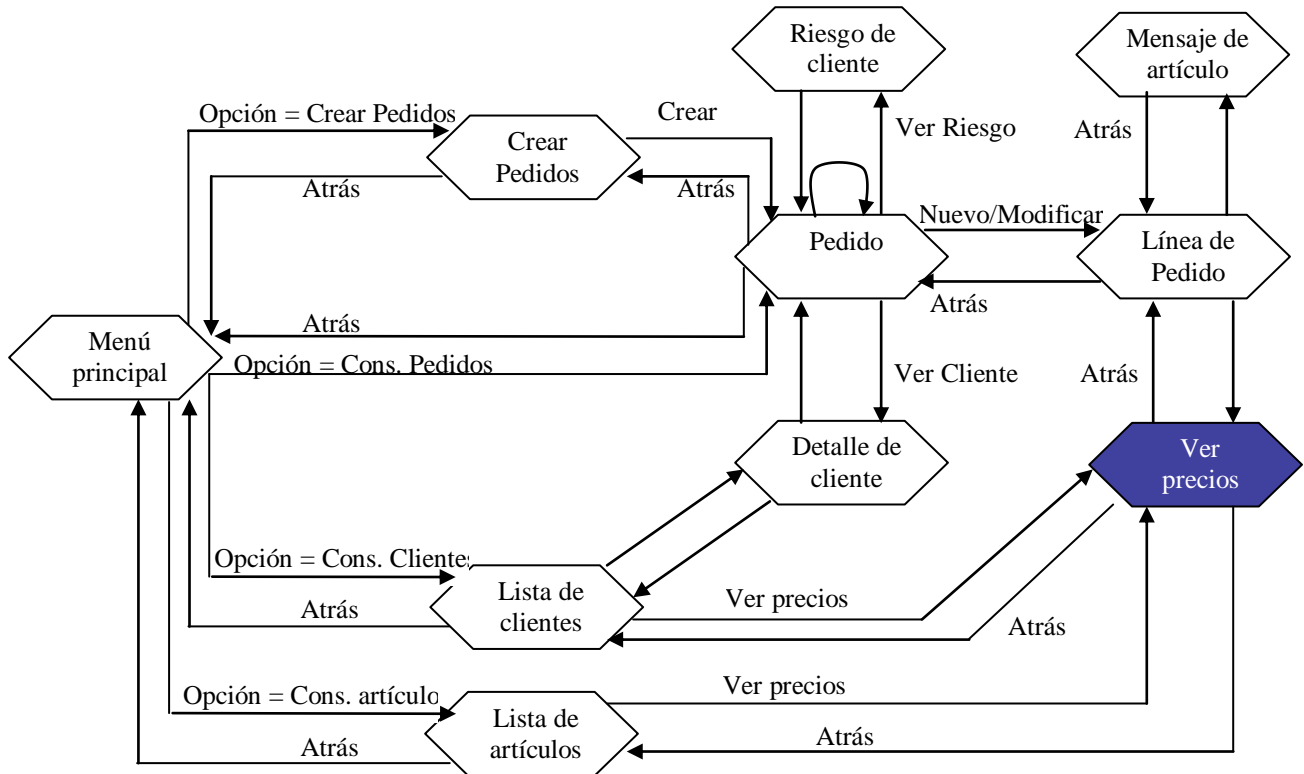 Riesgo de
cliente
Mensaje de
artículo
Opción = Crear Pedidos
Crear
Ver Riesgo
Atrás
Crear
Pedidos
Atrás
Atrás
Nuevo/Modificar
Pedido
Línea de
Pedido
Atrás
Atrás
Menú
principal
Opción = Cons. Pedidos
Ver Cliente
Atrás
Detalle de
cliente
Ver
precios
Opción = Cons. Clientes
Lista de
clientes
Atrás
Ver precios
Atrás
Opción = Cons. artículo
Ver precios
Lista de
artículos
Atrás
Atrás